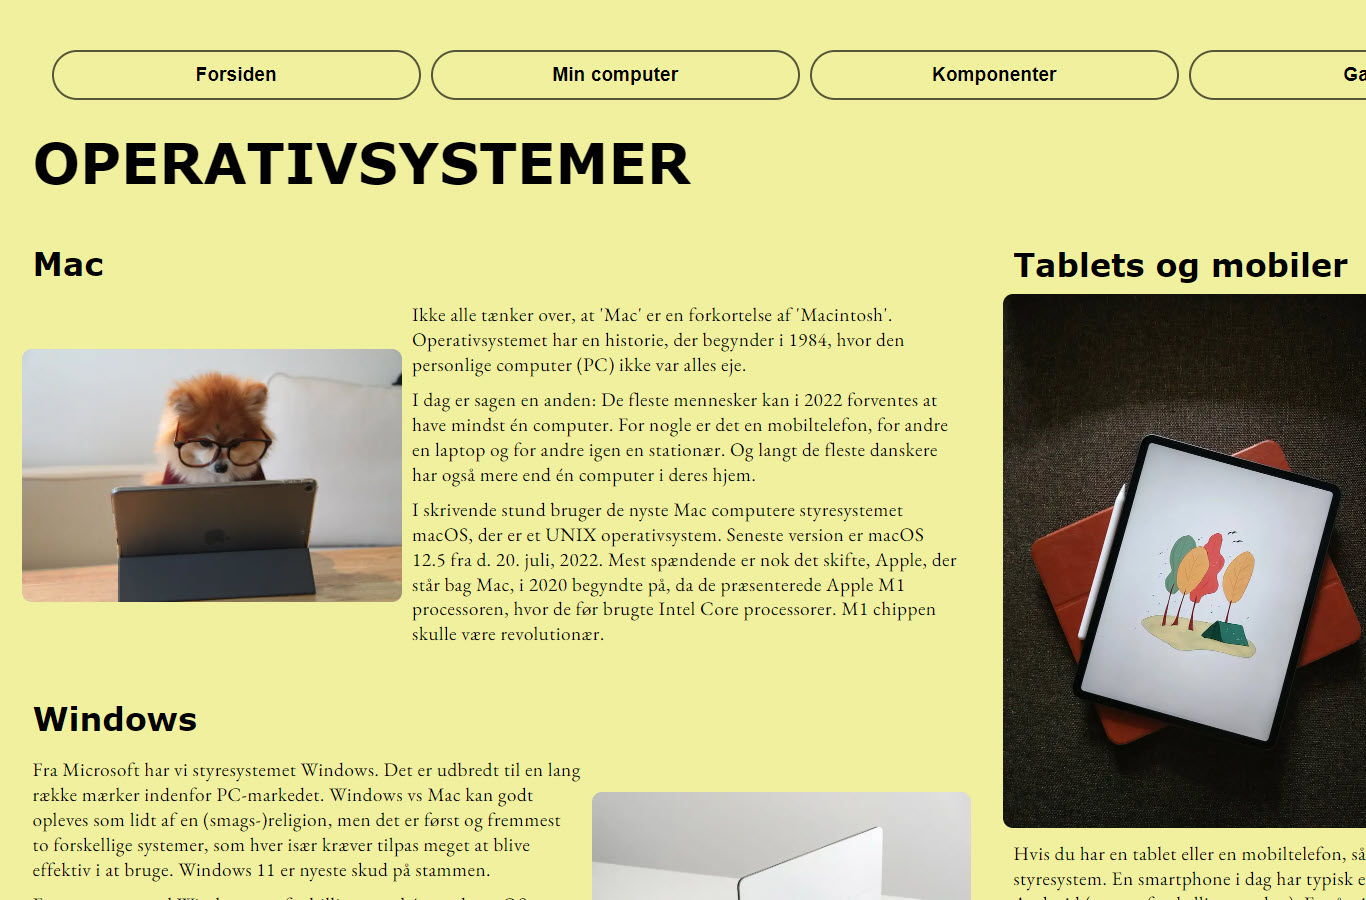 Forsiden
Min computer
Komponenter
OPERATIVSYSTEMER
Mac
Ikke alle tænker over, at 'Mac' er en forkortelse af 'Macintosh'.
Operativsystemet har en historie, der begynder i 1984, hvor den
personlige computer (PC) ikke var alles eje.
I dag er sagen en anden: De fleste mennesker kan i 2022 forventes at
have mindst én computer. For nogle er det en mobiltelefon, for andre
en laptop og for andre igen en stationær. Og langt de fleste danskere
har også mere end én computer i deres hjem.
I skrivende stund bruger de nyste Mac computere styresystemet
macOS, der er et UNIX operativsystem. Seneste version er macOS
12.5 fra d. 20. juli, 2022. Mest spændende er nok det skifte, Apple, der
står bag Mac, i 2020 begyndte på, da de præsenterede Apple M1
processoren, hvor de før brugte Intel Core processorer. M1 chippen
skulle være revolutionær.
Windows
Fra Microsoft har vi styresystemet Windows. Det er udbredt til en lang
række mærker indenfor PC-markedet. Windows vs Mac kan godt
opleves som lidt af en (smags-)religion, men det er først og fremmest
to forskellige systemer, som hver især kræver tilpas meget at blive
effektiv i at bruge. Windows 11 er nyeste skud på stammen.
Tablets og mobiler
Hvis du har en tablet eller en mobiltelefon, så
styresystem. En smartphone i dag har typisk